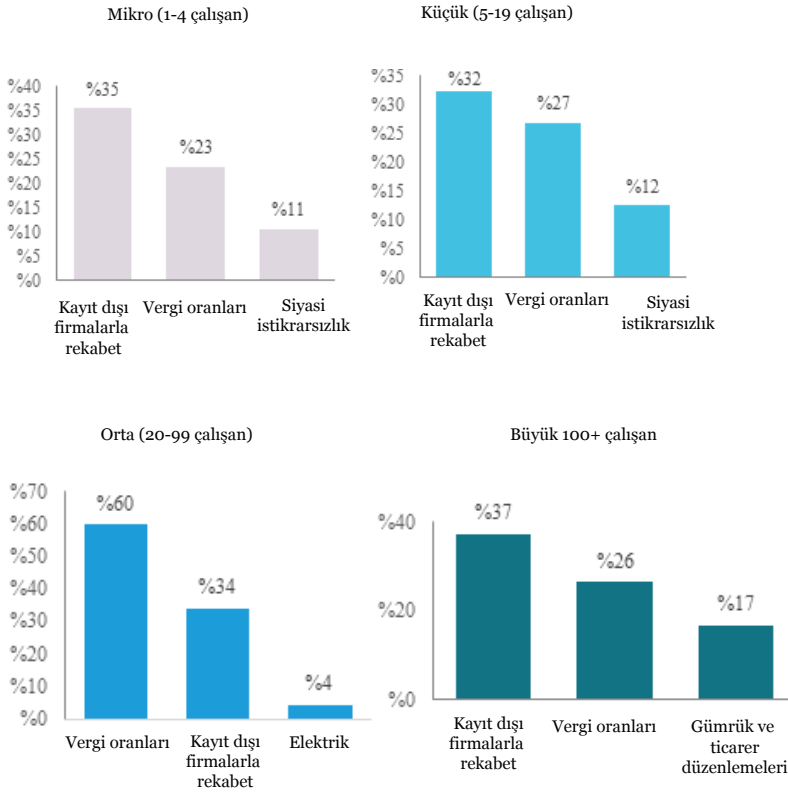 Mikro (1-4 çalışan)
%40
%35
%30
%25
%20
%15
%10
%5
%0
%35
%23
%11
Kayıt dışı
firmalarla
rekabet
Vergi oranları
Siyasi
istikrarsızlık
Küçük (5-19 çalışan)
%35
%30
%25
%20
%15
%10
%5
%0
%32
%27
%12
Kayıt dışı
firmalarla
rekabet
Vergi oranları
Siyasi
istikrarsızlık
Orta (20-99 çalışan)
%70
%60
%50
%40
%30
%20
%10
%0
%60
%34
%4
Vergi oranları
Kayıt dışı
firmalarla
rekabet
Elektrik
Büyük 100+ çalışan
%40
%20
%0
%37
%26
%17
Kayıt dışı
firmalarla
rekabet
Vergi oranları
Gümrük ve
ticarer
düzenlemeleri